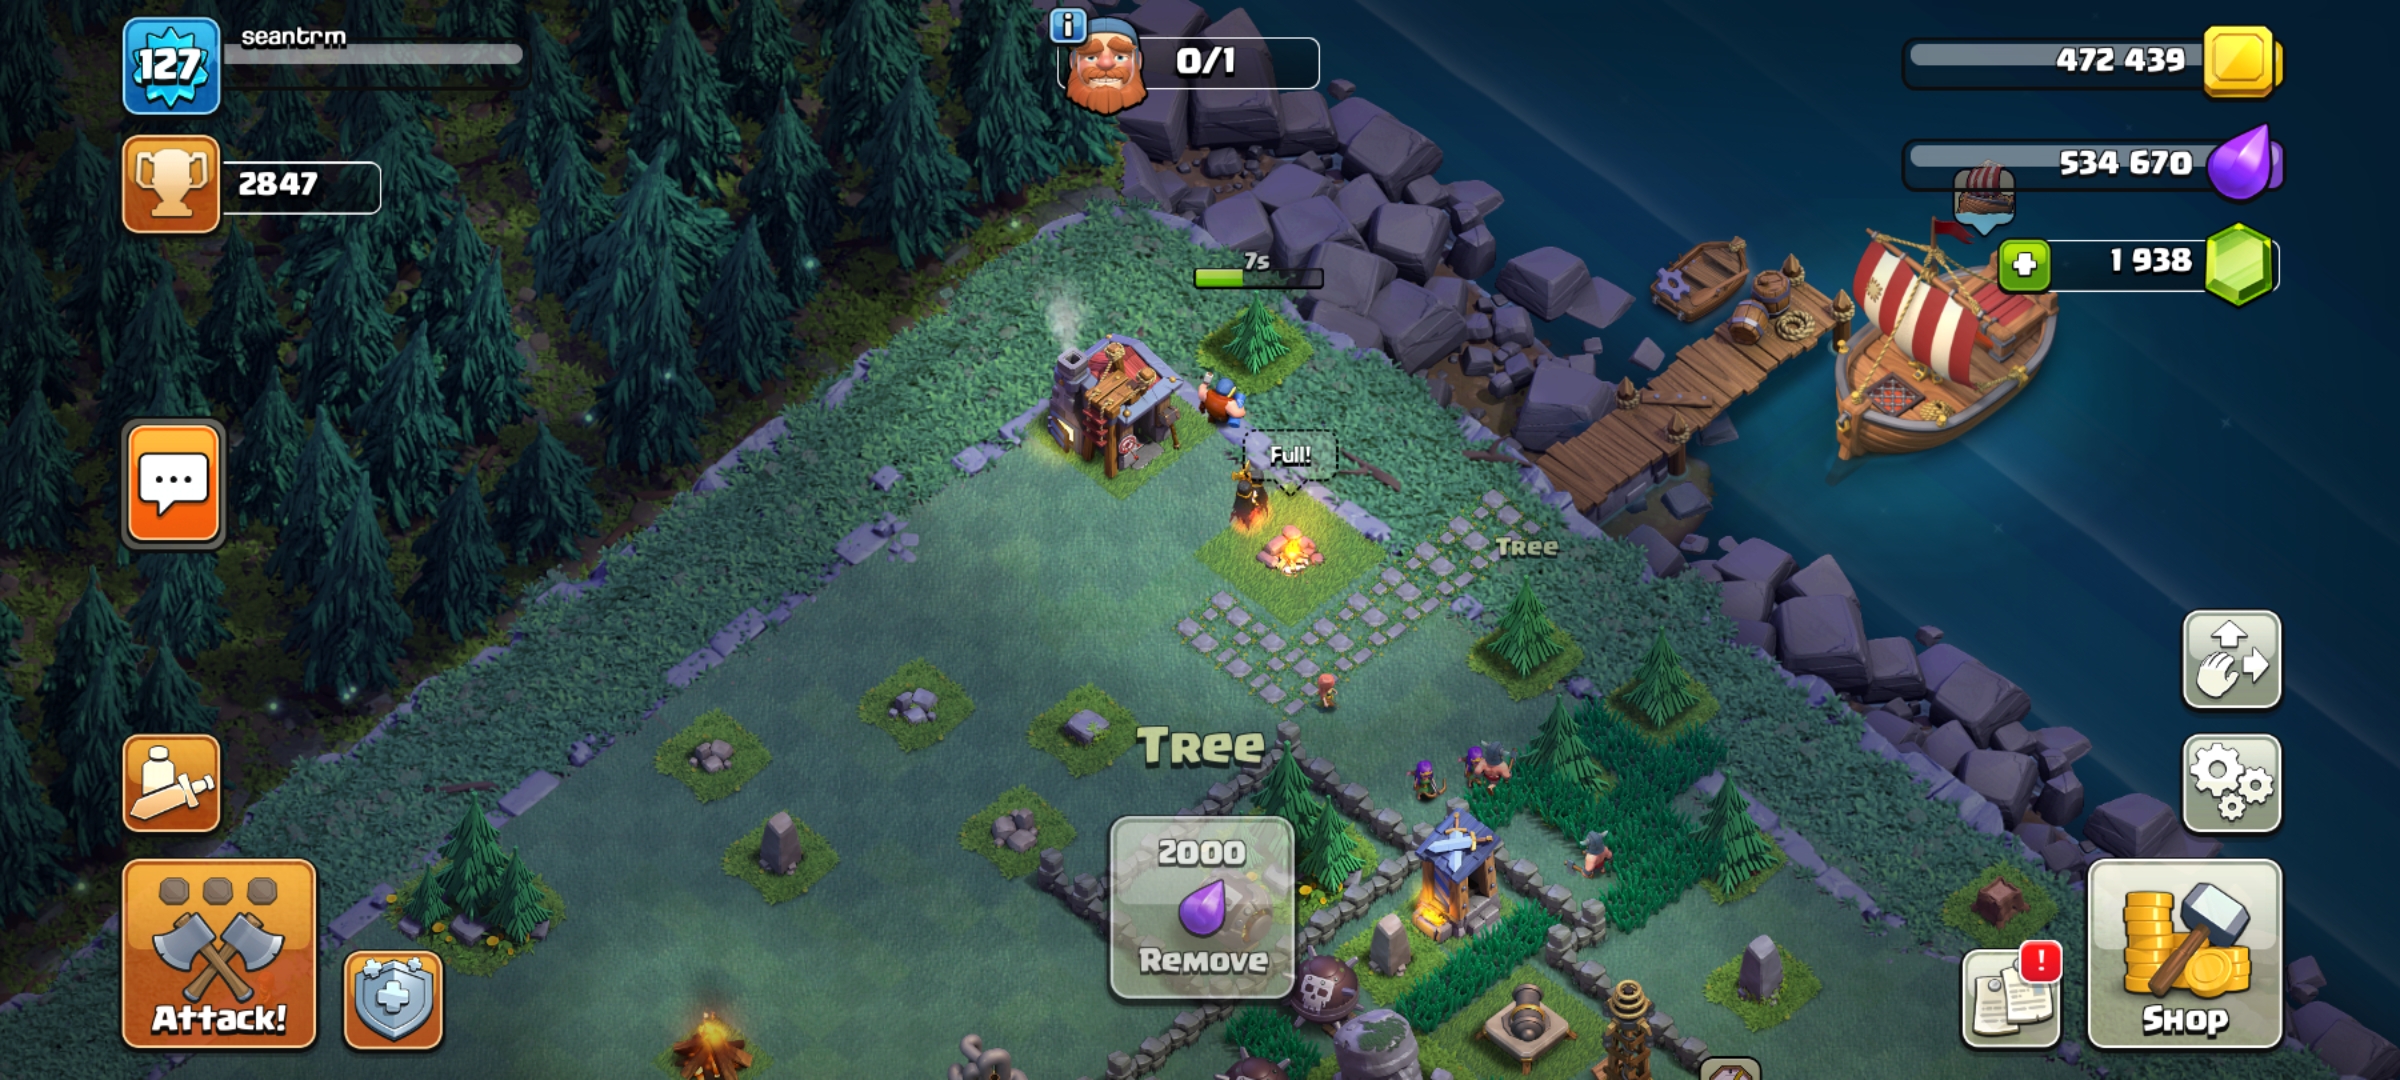 127
seantrm
0/1
472 439
2847
534 670
1 938
7s
Full!
Tree
Tree
2000
Remove
Attack!
!
Shop